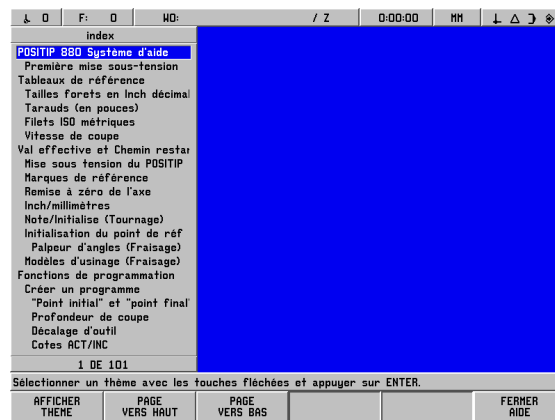 0 F: 0 WO: / Z 0:00:00 MM
index
POSITIP 880 Système d'aide
Première mise sous-tension
Tableaux de référence
Tailles forets en Inch décimal
Tarauds (en pouces)
Filets ISO métriques
Vitesse de coupe
Val effective et Chemin restar
Mise sous tension du POSITIP
Marques de référence
Remise à zéro de l'axe
Inch/millimètres
Note/Initialise (Tournage)
Initialisation du point de réf
Palpeur d'angles (Fraisage)
Modèles d'usinage (Fraisage)
Fonctions de programmation
Créer un programme
"Point initial" et "point final"
Profondeur de coupe
Décalage d'outil
Cotes ACT/INC
1 DE 101
Sélectionner un thème avec les touches fléchées et appuyer sur ENTER.
AFFICHER THEME
PAGE VERS HAUT
PAGE VERS BAS
FERMER AIDE